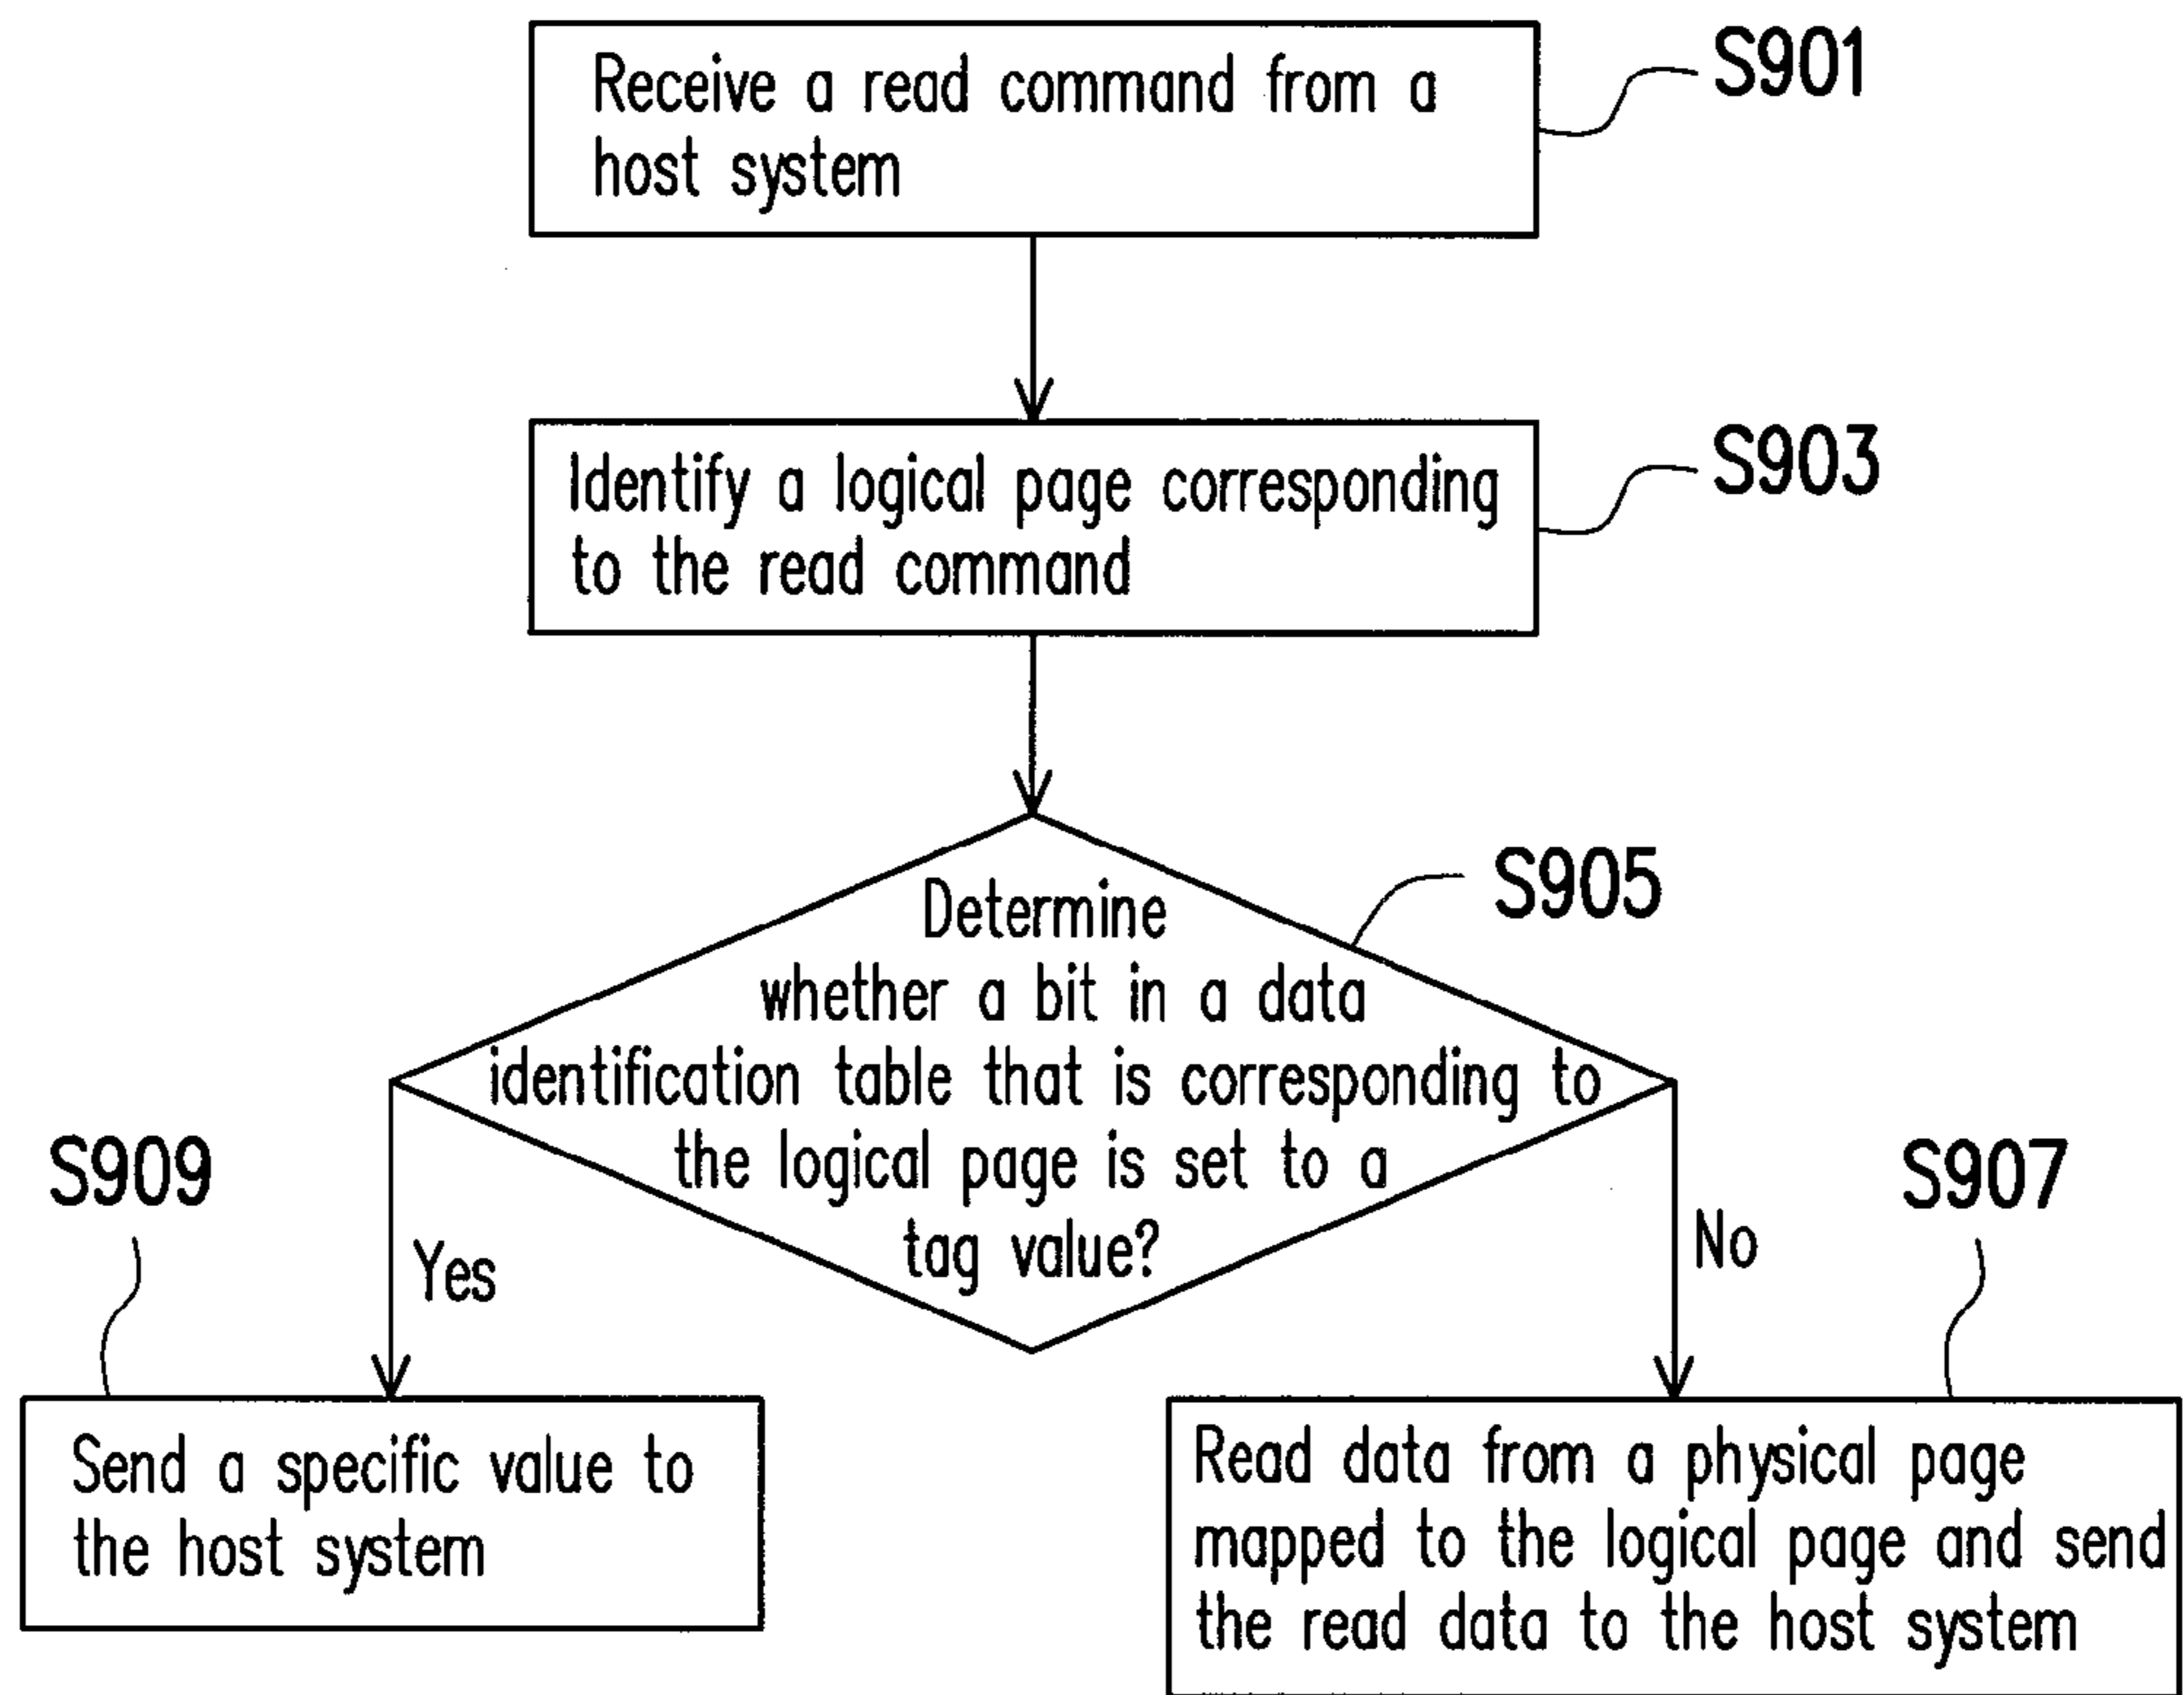 Receive a read command from a
host system
S901
Identify a logical page corresponding
to the read command
S903
Determine
whether a bit in a data
identification table that is corresponding to
the logical page is set to a
tag value?
S905
S909
Yes
No
S907
Send a specific value to
the host system
Read data from a physical page
mapped to the logical page and send
the read data to the host system